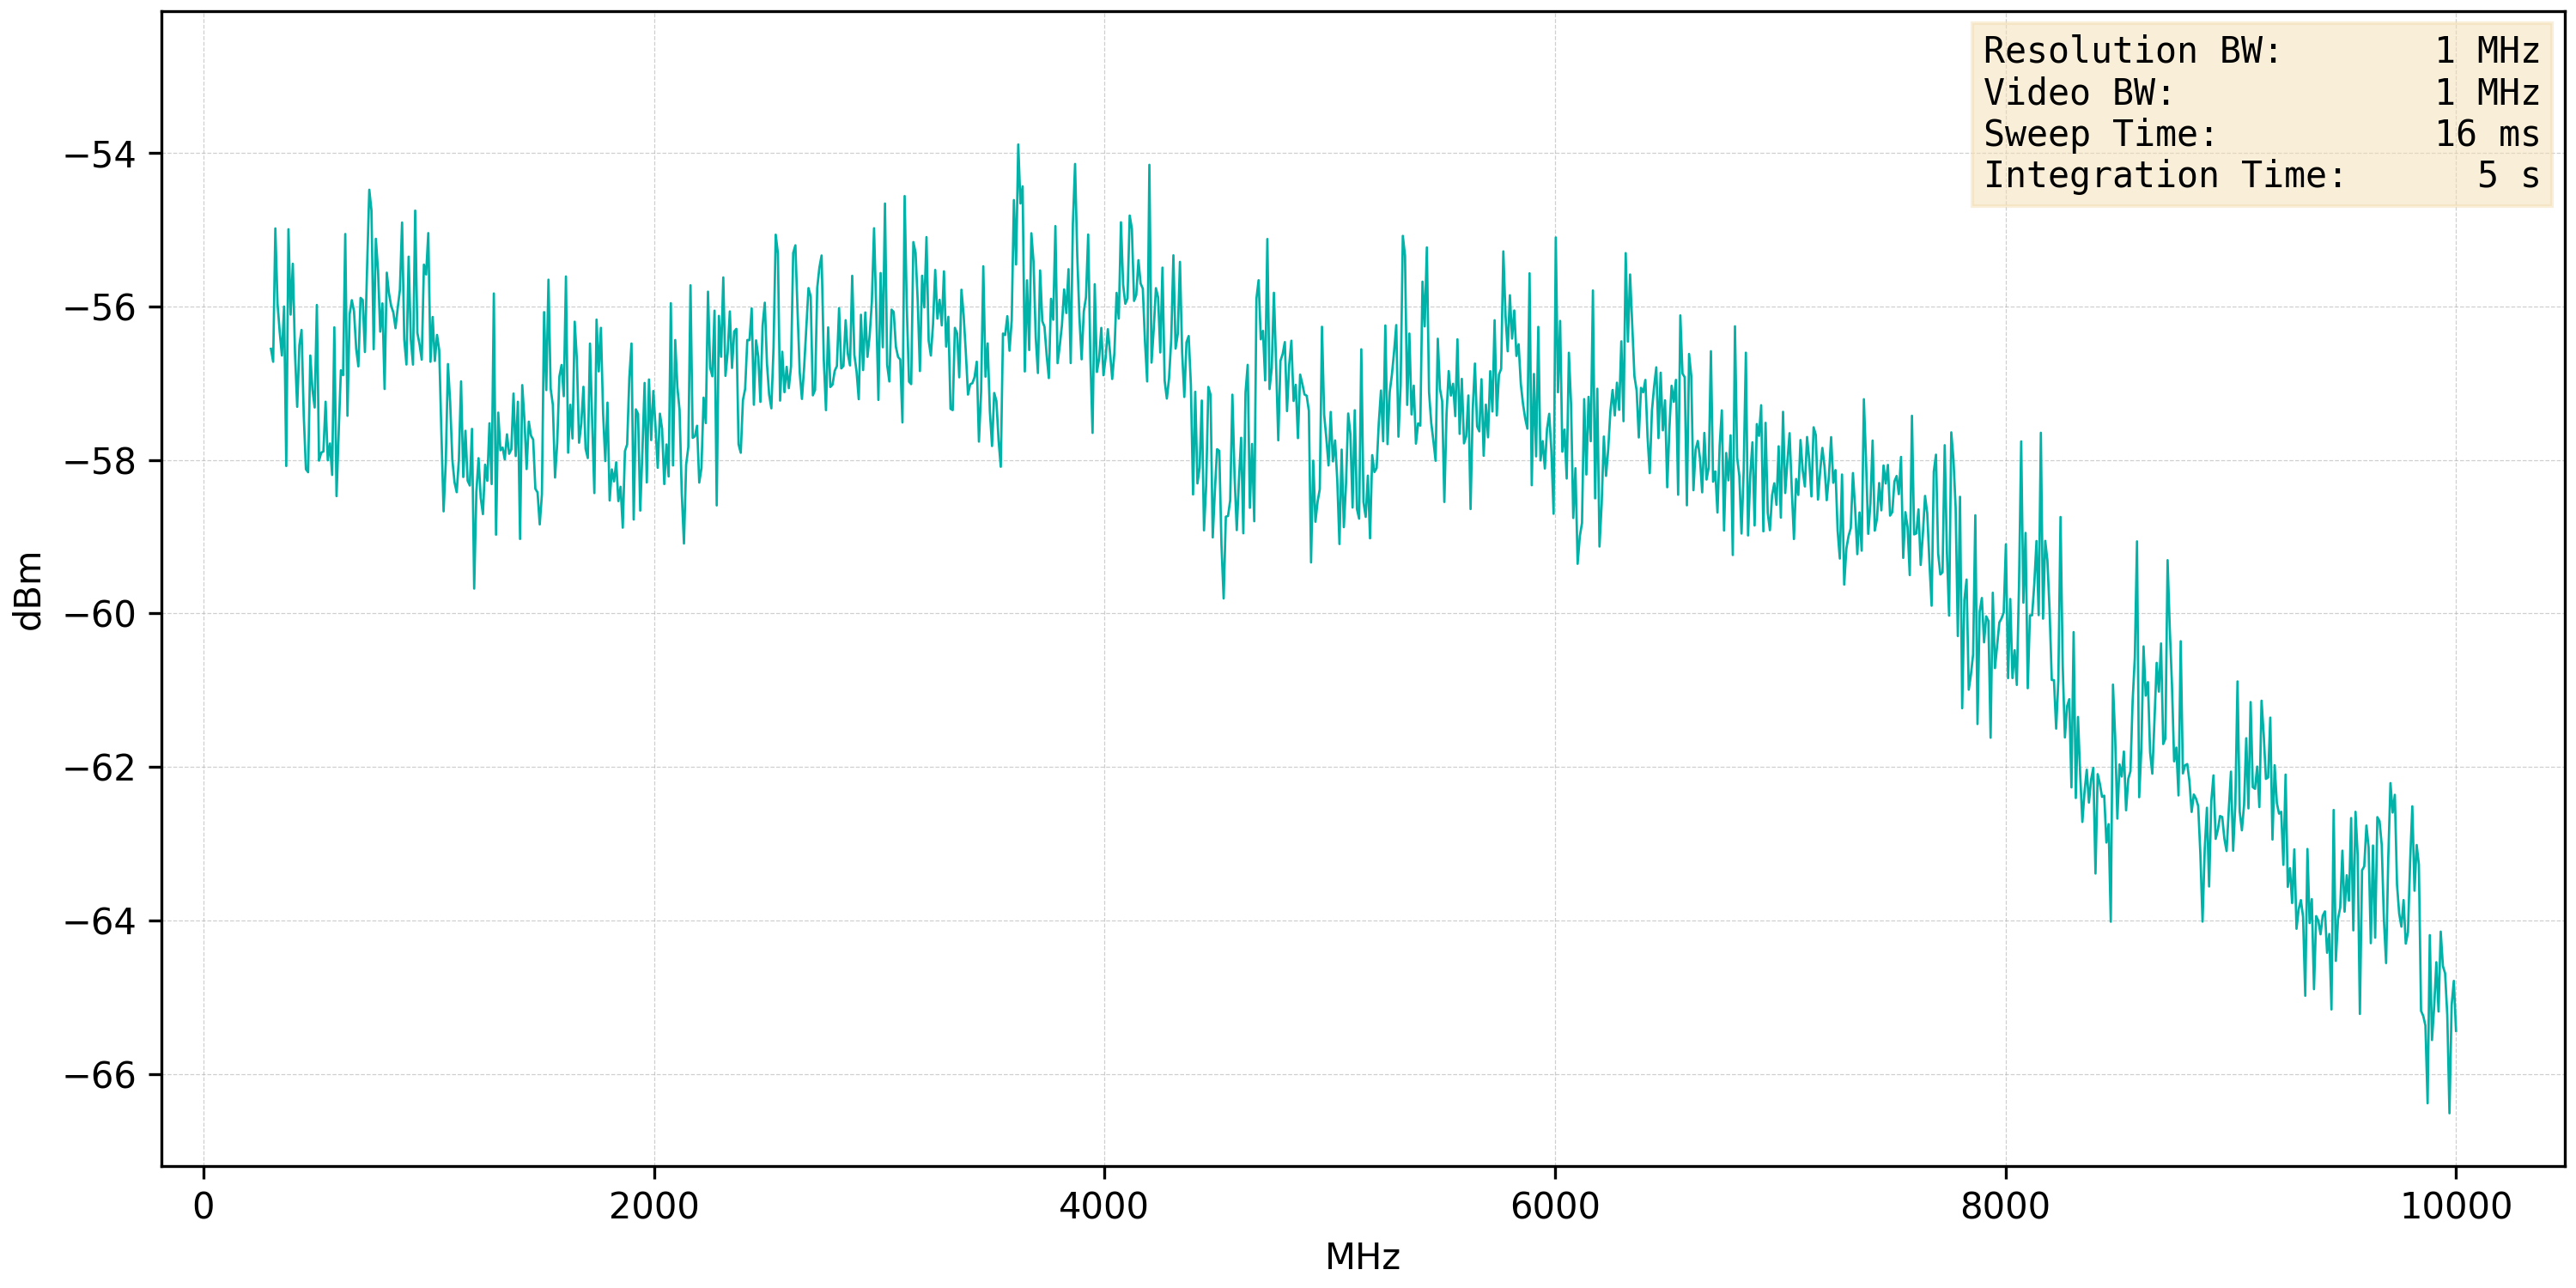 Resolution BW: 1 MHz
Video BW: 1 MHz
Sweep Time: 16 ms
Integration Time: 5 s
−54
−56
−58
−60
−62
−64
−66
dBm
0 2000 4000 6000 8000 10000
MHz